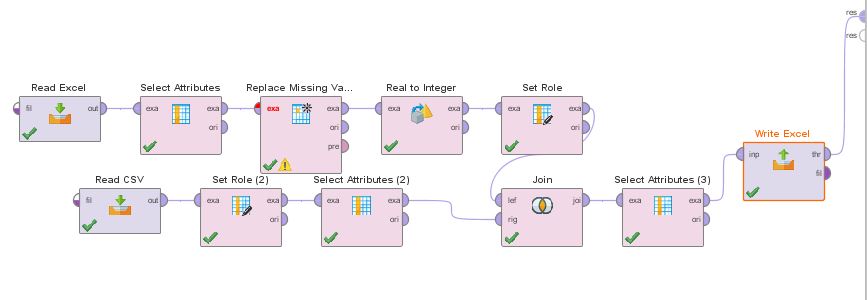 res
res
Read Excel
Select Attributes
Replace Missing Va...
Real to Integer
Set Role
fil
out
exa
exa
ori
exa
exa
ori
pre
exa
exa
ori
exa
exa
ori
Write Excel
inp
thr
fil
Read CSV
Set Role (2)
Select Attributes (2)
Join
Select Attributes (3)
fil
out
exa
exa
ori
exa
exa
ori
lef
rig
joi
exa
exa
ori